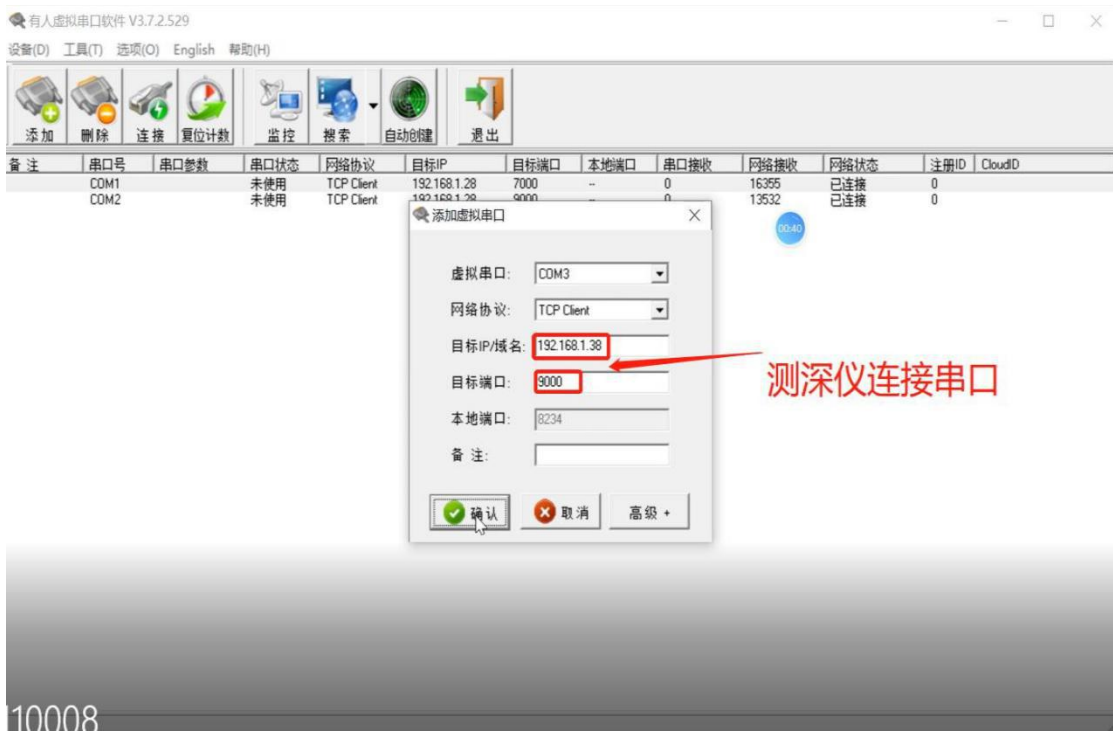 有人虚拟串口软件 V3.7.2.529
设备(D) 工具(T) 选项(O) English 帮助(H)
添加 删除 连接 复位计数 监控 搜索 自动创建 退出
备注 串口号 串口参数 串口状态 网络协议 目标IP 目标端口 本地端口 串口接收 网络接收 网络状态 注册ID CloudID
COM1 未使用 TCP Client 192.168.1.28 7000 -- 0 16355 已连接 0
COM2 未使用 TCP Client 192.168.1.28 9000 -- 0 13532 已连接 0
添加虚拟串口
00:40
虚拟串口: COM3
网络协议: TCP Client
目标IP/域名: 192.168.1.38
目标端口: 9000
测深仪连接串口
本地端口: 8234
备注:
确认 取消 高级 +
10008